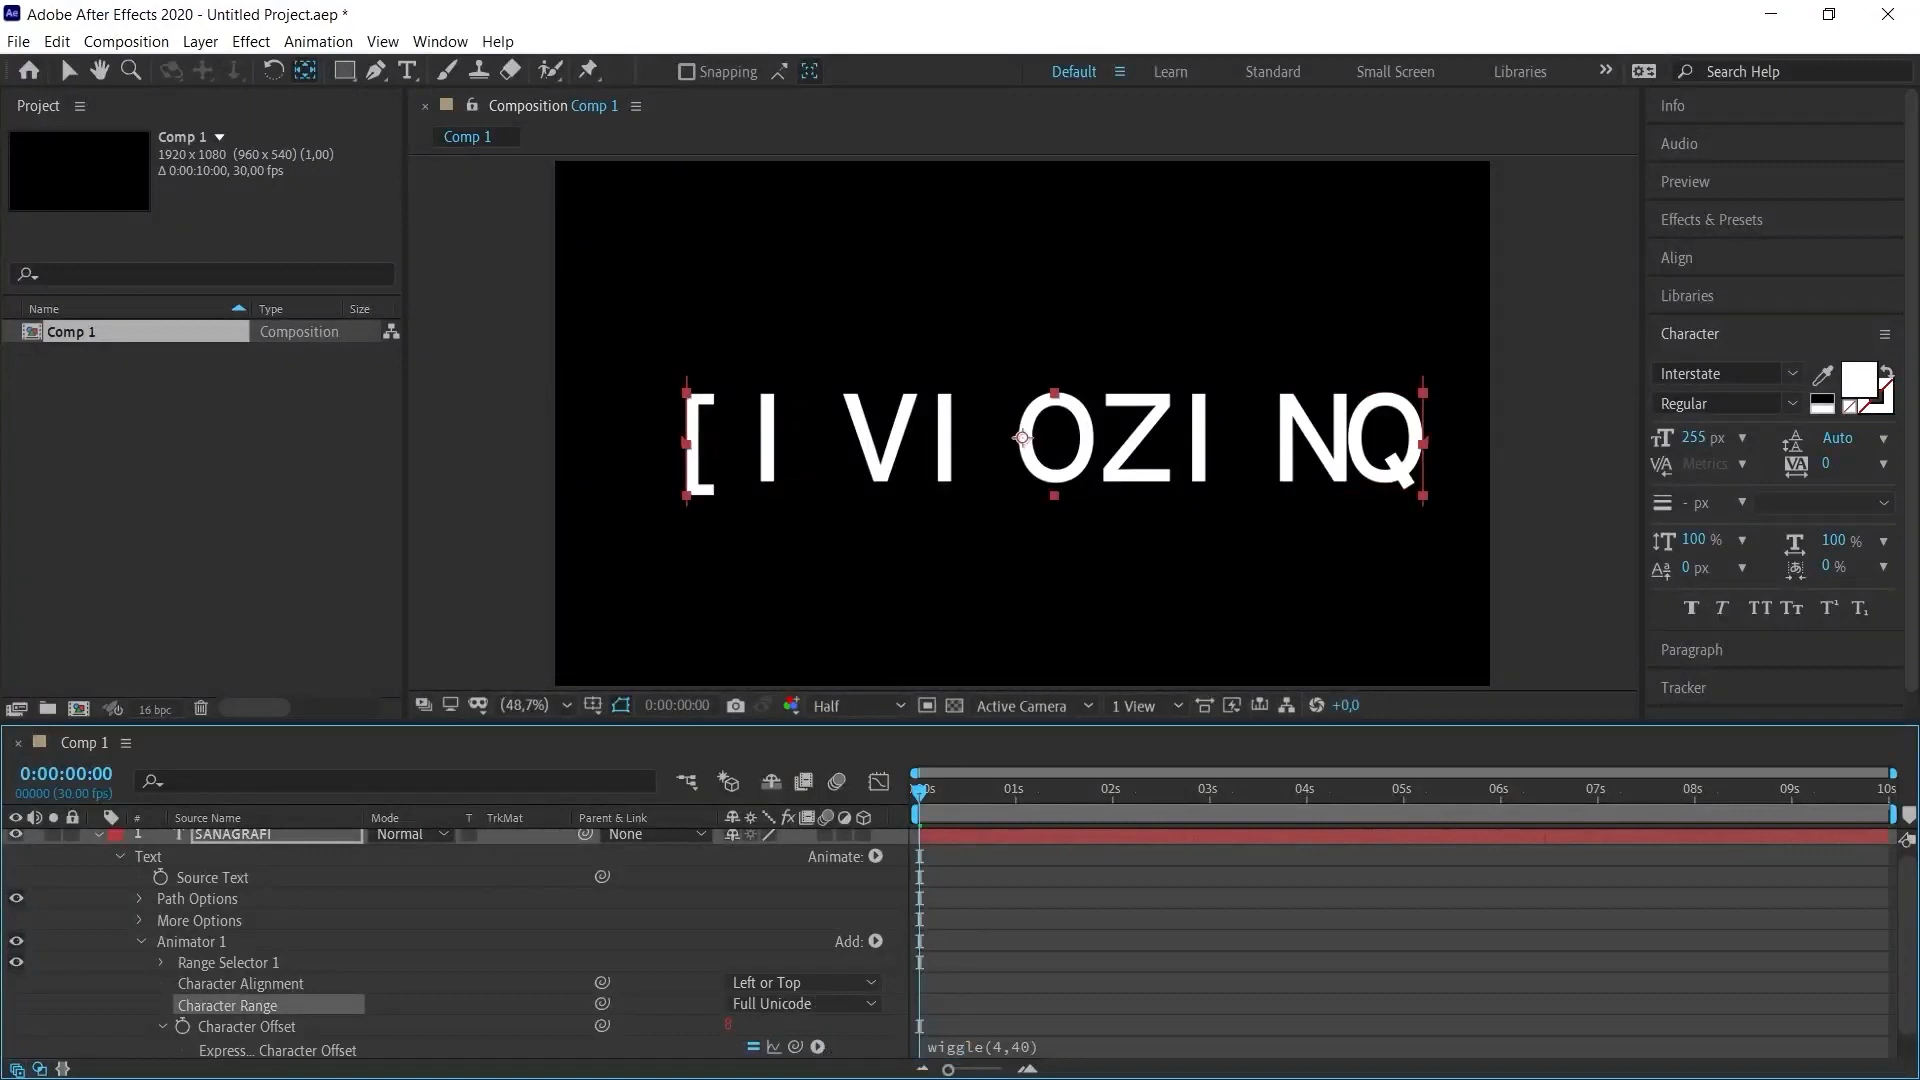 Adobe After Effects 2020 - Untitled Project.aep *
File Edit Composition Layer Effect Animation View Window Help
Snapping Default Learn Standard Small Screen Libraries Search Help
Project
Comp 1
1920 x 1080 (960 x 540) (1,00)
Δ 0:00:10:00, 30,00 fps
Name Type Size
Comp 1 Composition
16 bpc
Composition Comp 1
Comp 1
[ I VI OZI NQ
(48,7%) 0:00:00:00 Half Active Camera 1 View +0,0
Info
Audio
Preview
Effects & Presets
Align
Libraries
Character
Interstate
Regular
255 px Auto
Metrics 0
- px
100 % 100 %
0 px 0 %
T T TT Tt T¹ T₁
Paragraph
Tracker
Comp 1
0:00:00:00
00000 (30.00 fps)
01s 02s 03s 04s 05s 06s 07s 08s 09s 10s
# Source Name Mode T TrkMat Parent & Link
1 T SANAGRAFI Normal None
Text Animate:
Source Text
Path Options
More Options
Animator 1 Add:
Range Selector 1
Character Alignment Left or Top
Character Range Full Unicode
Character Offset
Express... Character Offset wiggle(4,40)